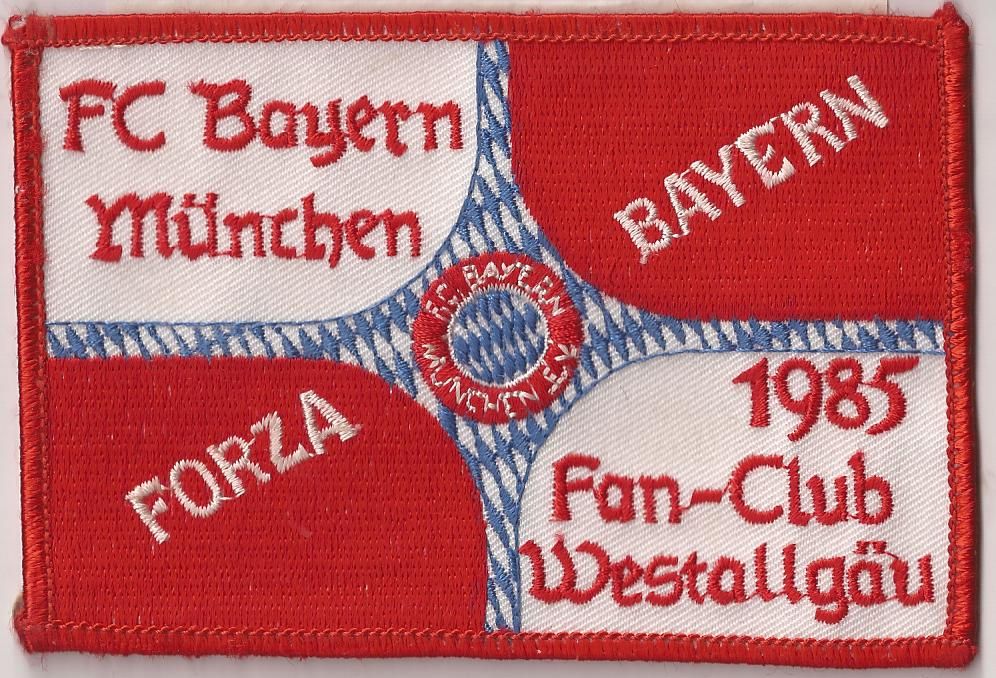 FC Bayern
München
BAYERN
FC. BAYERN
MÜNCHEN E.V.
FORZA
1985
Fan-Club
Westallgäu